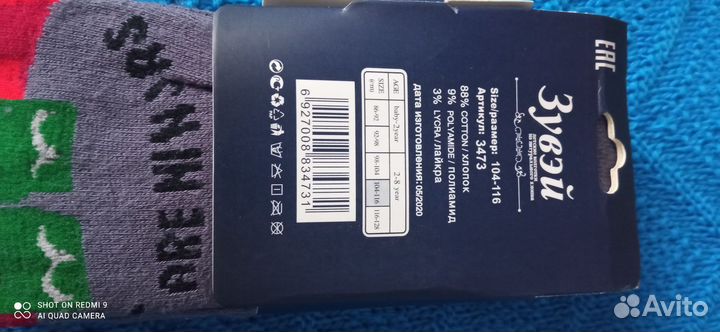 EAC
Зувэй
Size/размер: 104-116
Артикул: 3473
88% COTTON / хлопок
9% POLYAMIDE / полиамид
3% LYCRA / лайкра
дата изготовления: 05/2020
AGE baby-2year 2-8 year
SIZE 86-92 92-98 98-104 104-116 116-128
6 927008 834731
ARE NINJAS
SHOT ON REDMI 9
AI QUAD CAMERA
Avito